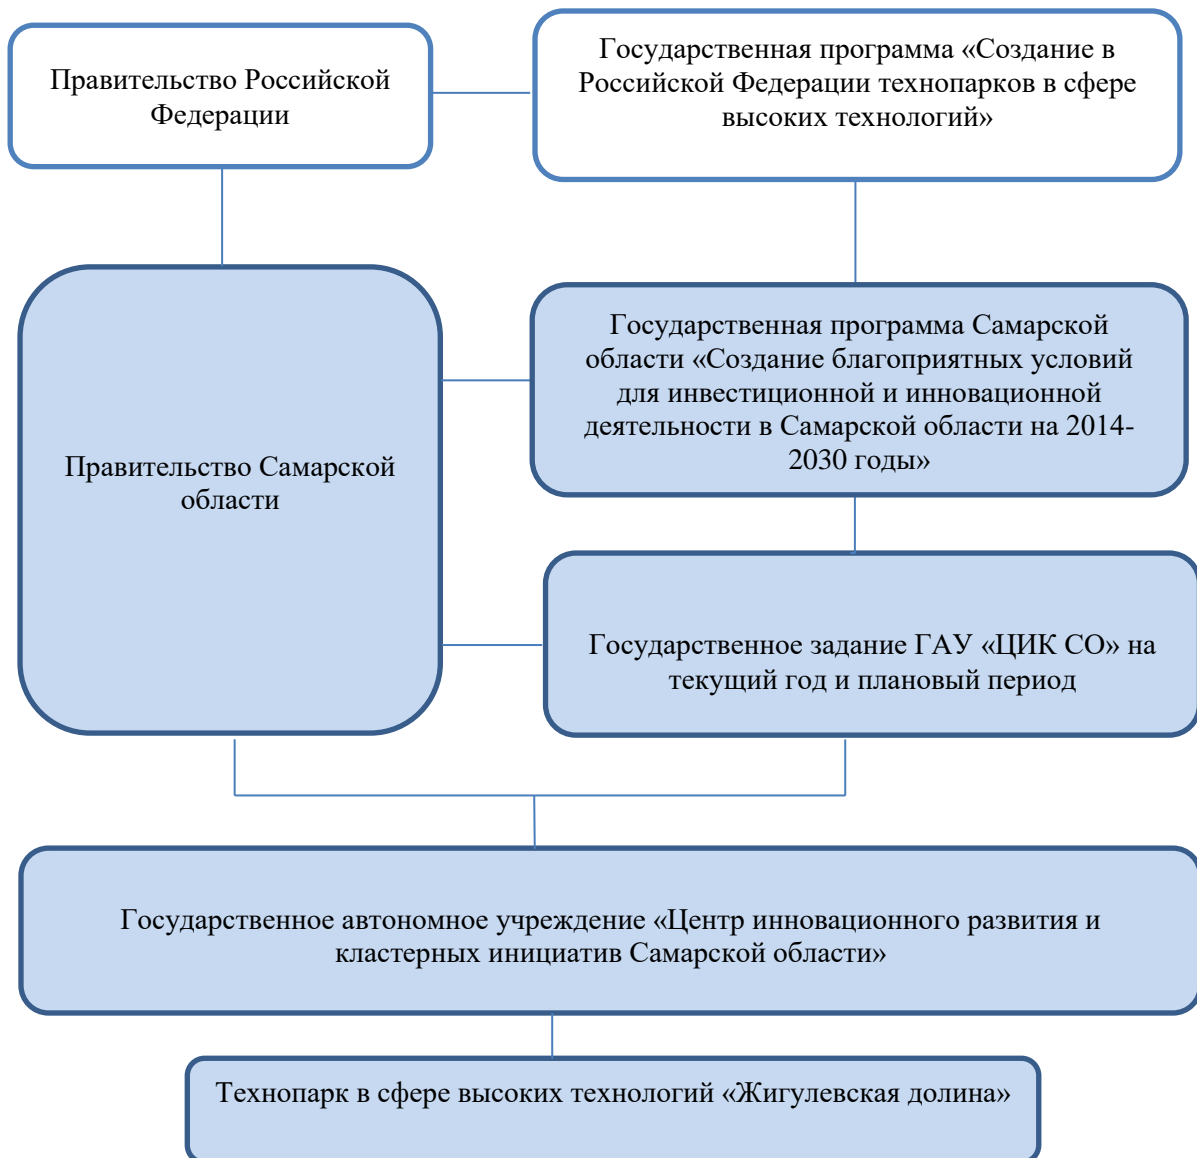 Правительство Российской
Федерации
Государственная программа «Создание в
Российской Федерации технопарков в сфере
высоких технологий»
Государственная программа Самарской
области «Создание благоприятных условий
для инвестиционной и инновационной
деятельности в Самарской области на 2014-
2030 годы»
Правительство Самарской
области
Государственное задание ГАУ «ЦИК СО» на
текущий год и плановый период
Государственное автономное учреждение «Центр инновационного развития и
кластерных инициатив Самарской области»
Технопарк в сфере высоких технологий «Жигулевская долина»